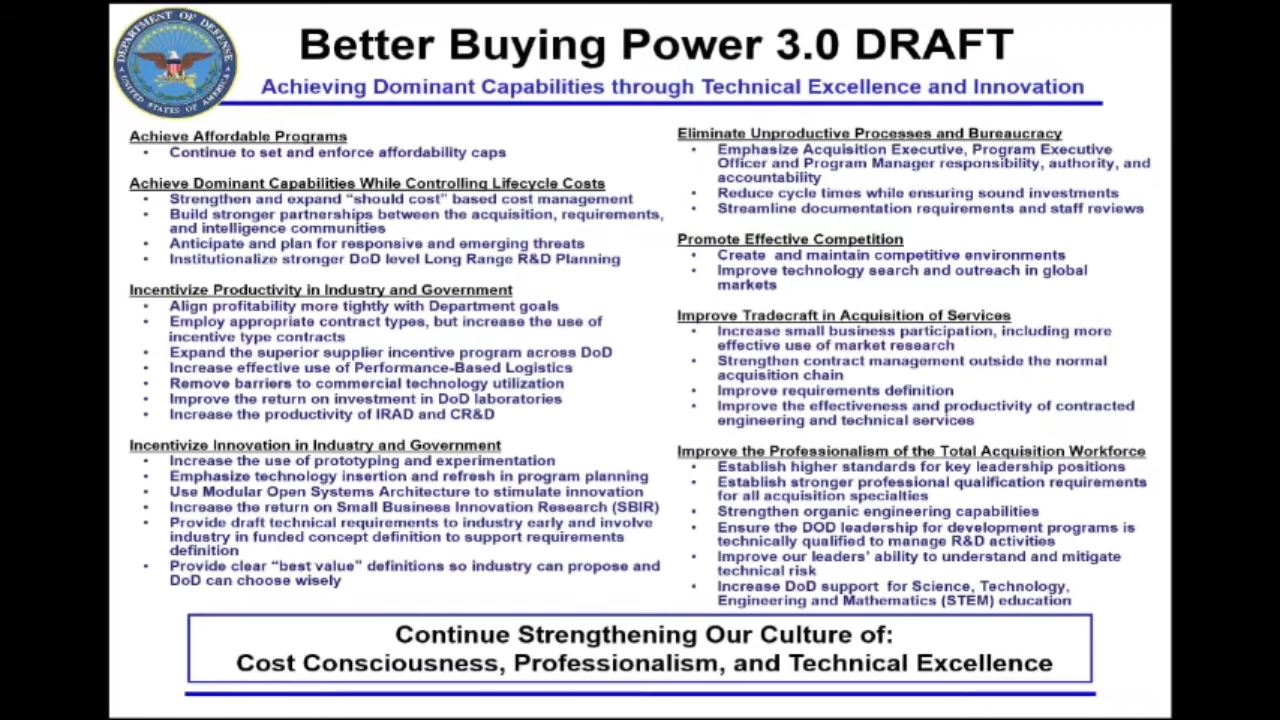 DEPARTMENT OF DEFENSE
UNITED STATES OF AMERICA
Better Buying Power 3.0 DRAFT
Achieving Dominant Capabilities through Technical Excellence and Innovation
Achieve Affordable Programs
• Continue to set and enforce affordability caps
Achieve Dominant Capabilities While Controlling Lifecycle Costs
• Strengthen and expand “should cost” based cost management
• Build stronger partnerships between the acquisition, requirements,
and intelligence communities
• Anticipate and plan for responsive and emerging threats
• Institutionalize stronger DoD level Long Range R&D Planning
Incentivize Productivity in Industry and Government
• Align profitability more tightly with Department goals
• Employ appropriate contract types, but increase the use of
incentive type contracts
• Expand the superior supplier incentive program across DoD
• Increase effective use of Performance-Based Logistics
• Remove barriers to commercial technology utilization
• Improve the return on investment in DoD laboratories
• Increase the productivity of IRAD and CR&D
Incentivize Innovation in Industry and Government
• Increase the use of prototyping and experimentation
• Emphasize technology insertion and refresh in program planning
• Use Modular Open Systems Architecture to stimulate innovation
• Increase the return on Small Business Innovation Research (SBIR)
• Provide draft technical requirements to industry early and involve
industry in funded concept definition to support requirements
definition
• Provide clear “best value” definitions so industry can propose and
DoD can choose wisely
Eliminate Unproductive Processes and Bureaucracy
• Emphasize Acquisition Executive, Program Executive
Officer and Program Manager responsibility, authority, and
accountability
• Reduce cycle times while ensuring sound investments
• Streamline documentation requirements and staff reviews
Promote Effective Competition
• Create and maintain competitive environments
• Improve technology search and outreach in global
markets
Improve Tradecraft in Acquisition of Services
• Increase small business participation, including more
effective use of market research
• Strengthen contract management outside the normal
acquisition chain
• Improve requirements definition
• Improve the effectiveness and productivity of contracted
engineering and technical services
Improve the Professionalism of the Total Acquisition Workforce
• Establish higher standards for key leadership positions
• Establish stronger professional qualification requirements
for all acquisition specialties
• Strengthen organic engineering capabilities
• Ensure the DOD leadership for development programs is
technically qualified to manage R&D activities
• Improve our leaders’ ability to understand and mitigate
technical risk
• Increase DoD support for Science, Technology,
Engineering and Mathematics (STEM) education
Continue Strengthening Our Culture of:
Cost Consciousness, Professionalism, and Technical Excellence